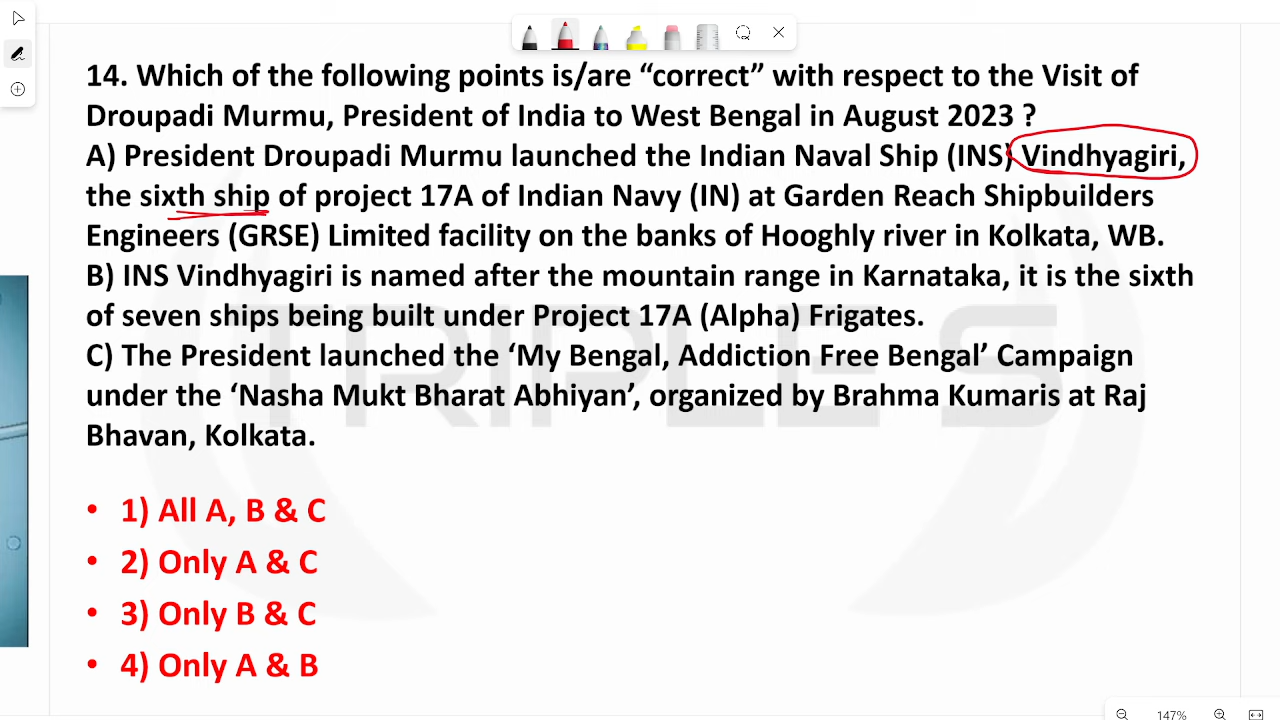 14. Which of the following points is/are “correct” with respect to the Visit of
Droupadi Murmu, President of India to West Bengal in August 2023 ?
A) President Droupadi Murmu launched the Indian Naval Ship (INS) Vindhyagiri,
the sixth ship of project 17A of Indian Navy (IN) at Garden Reach Shipbuilders
Engineers (GRSE) Limited facility on the banks of Hooghly river in Kolkata, WB.
B) INS Vindhyagiri is named after the mountain range in Karnataka, it is the sixth
of seven ships being built under Project 17A (Alpha) Frigates.
C) The President launched the ‘My Bengal, Addiction Free Bengal’ Campaign
under the ‘Nasha Mukt Bharat Abhiyan’, organized by Brahma Kumaris at Raj
Bhavan, Kolkata.
TRIPLE S
• 1) All A, B & C
• 2) Only A & C
• 3) Only B & C
• 4) Only A & B
147%